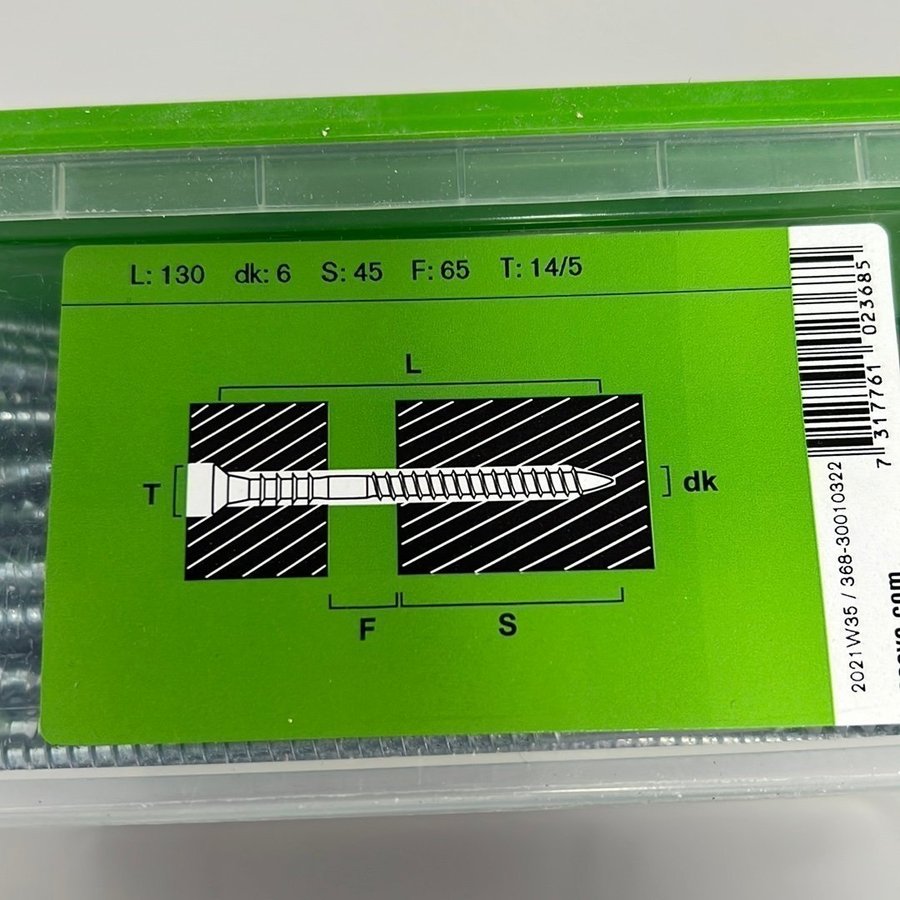 L: 130 dk: 6 S: 45 F: 65 T: 14/5
L
T
dk
F
S
7 317761 023685
2021W35 / 368-30010322